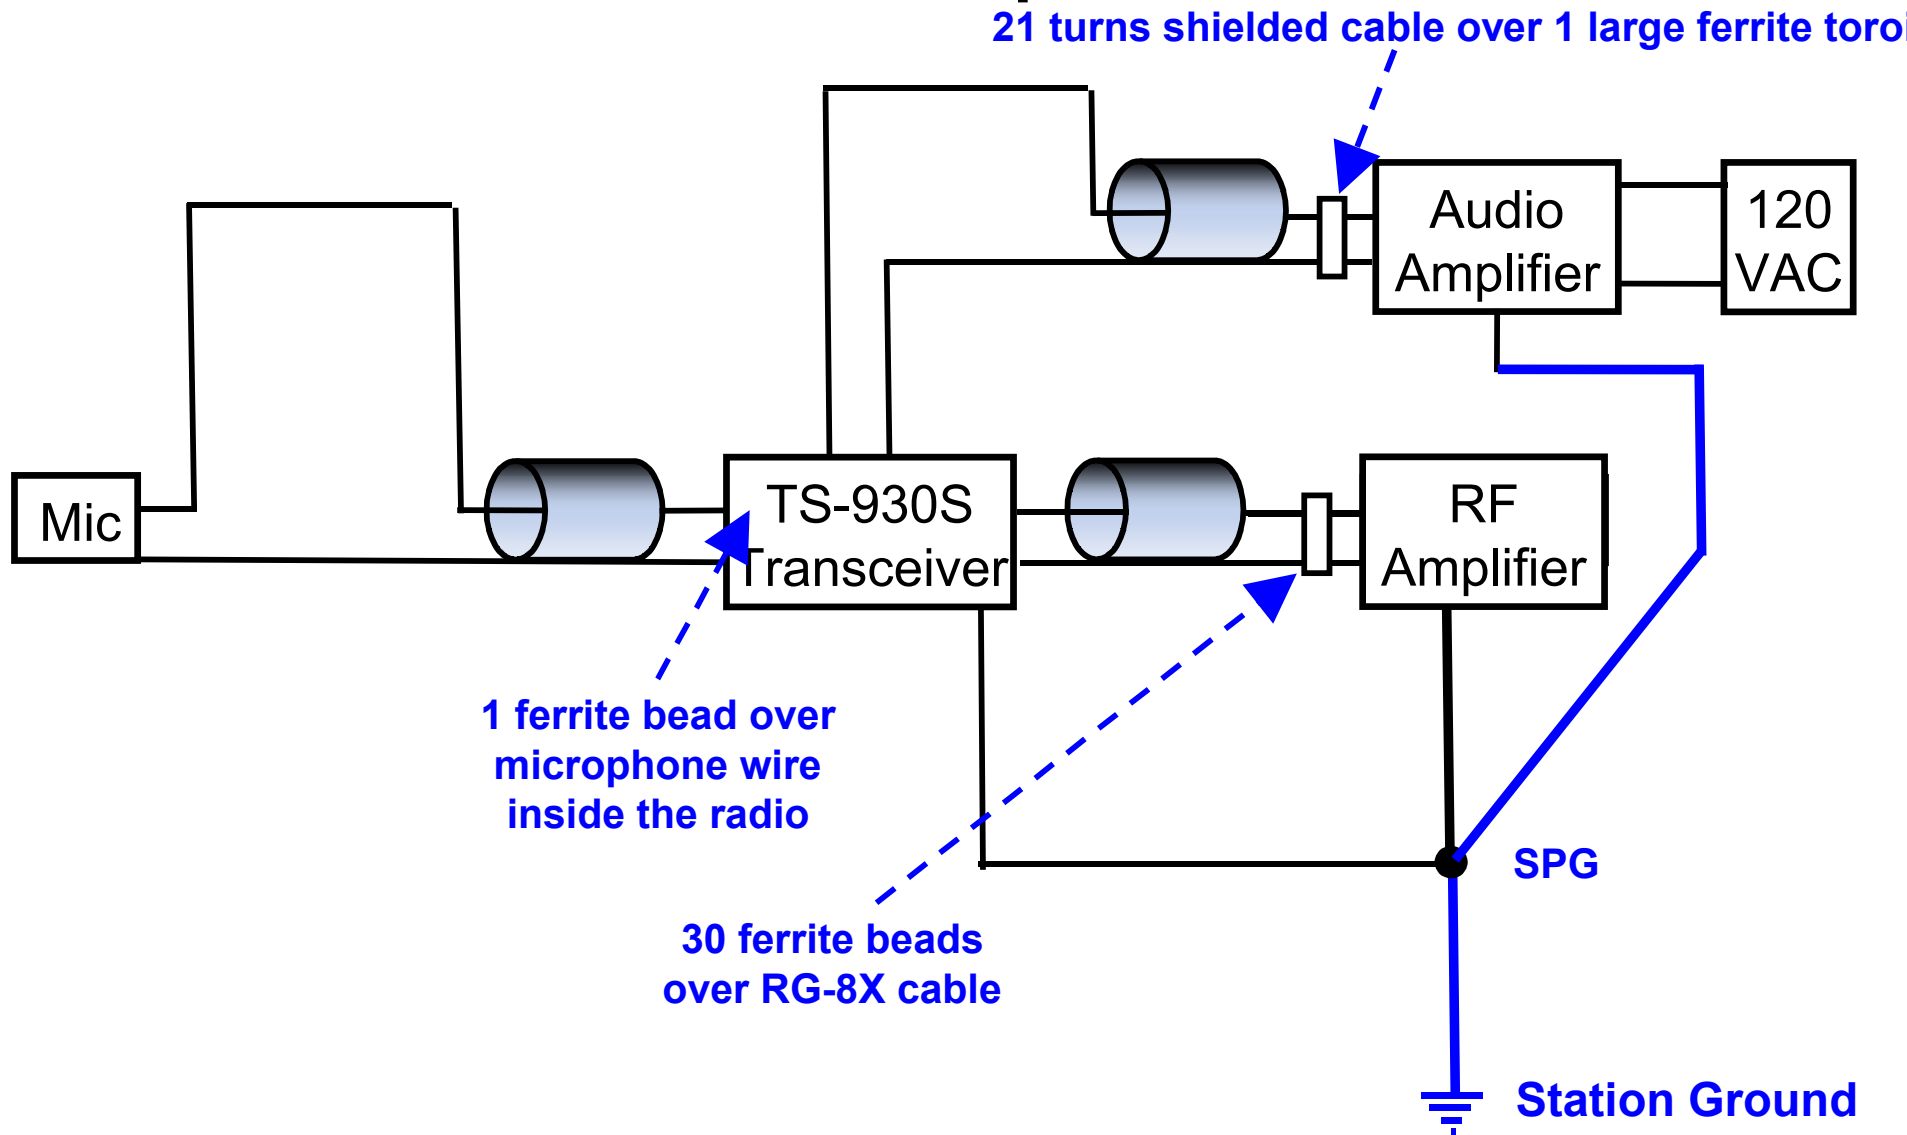 21 turns shielded cable over 1 large ferrite toroi
Audio
Amplifier
120
VAC
Mic
TS-930S
Transceiver
RF
Amplifier
1 ferrite bead over
microphone wire
inside the radio
SPG
30 ferrite beads
over RG-8X cable
Station Ground